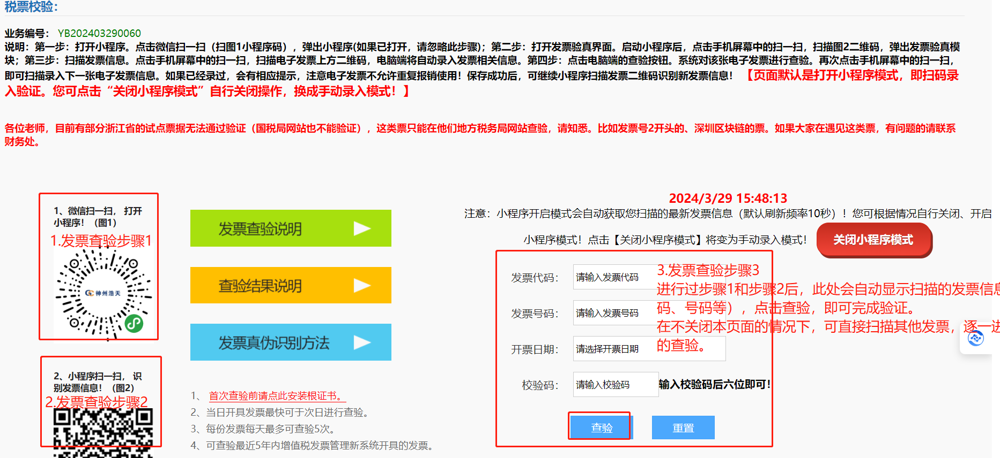 税票校验：
业务编号： YB202403290060
说明：第一步：打开小程序。点击微信扫一扫（扫图1小程序码），弹出小程序(如果已打开，请忽略此步骤)；第二步：打开发票验真界面。启动小程序后，点击手机屏幕中的扫一扫，扫描图2二维码，弹出发票验真模
块；第三步：扫描发票信息。点击手机屏幕中的扫一扫，扫描电子发票上方二维码，电脑端将自动录入发票相关信息。第四步：点击电脑端的查验按钮。系统对该张电子发票进行查验。再次点击手机屏幕中的扫一扫，
即可扫描录入下一张电子发票信息。如果已经录过，会有相应提示，注意电子发票不允许重复报销使用！保存成功后，可继续小程序扫描发票二维码识别新发票信息！ 【页面默认是打开小程序模式，即扫码录
入验证。您可点击“关闭小程序模式”自行关闭操作，换成手动录入模式！】
各位老师，目前有部分浙江省的试点票据无法通过验证（国税局网站也不能验证），这类票只能在他们地方税务局网站查验，请知悉。比如发票号2开头的、深圳区块链的票。如果大家在遇见这类票，有问题的请联系
财务处。
1、微信扫一扫， 打开
小程序！（图1）
1.发票查验步骤1
神州浩天
2、小程序扫一扫， 识
别发票信息！（图2）
2.发票查验步骤2
发票查验说明
查验结果说明
发票真伪识别方法
1、 首次查验前请点此安装根证书。
2、当日开具发票最快可于次日进行查验。
3、每份发票每天最多可查验5次。
4、可查验最近5年内增值税发票管理新系统开具的发票。
2024/3/29 15:48:13
注意：小程序开启模式会自动获取您扫描的最新发票信息（默认刷新频率10秒）！您可根据情况自行关闭、开启
小程序模式！点击【关闭小程序模式】将变为手动录入模式！ 关闭小程序模式
发票代码： 请输入发票代码
发票号码： 请输入发票号码
开票日期： 请选择开票日期
校验码： 请输入校验码 输入校验码后六位即可！
3.发票查验步骤3
进行过步骤1和步骤2后，此处会自动显示扫描的发票信息
码、号码等），点击查验，即可完成验证。
在不关闭本页面的情况下，可直接扫描其他发票，逐一进
的查验。
查验 重置